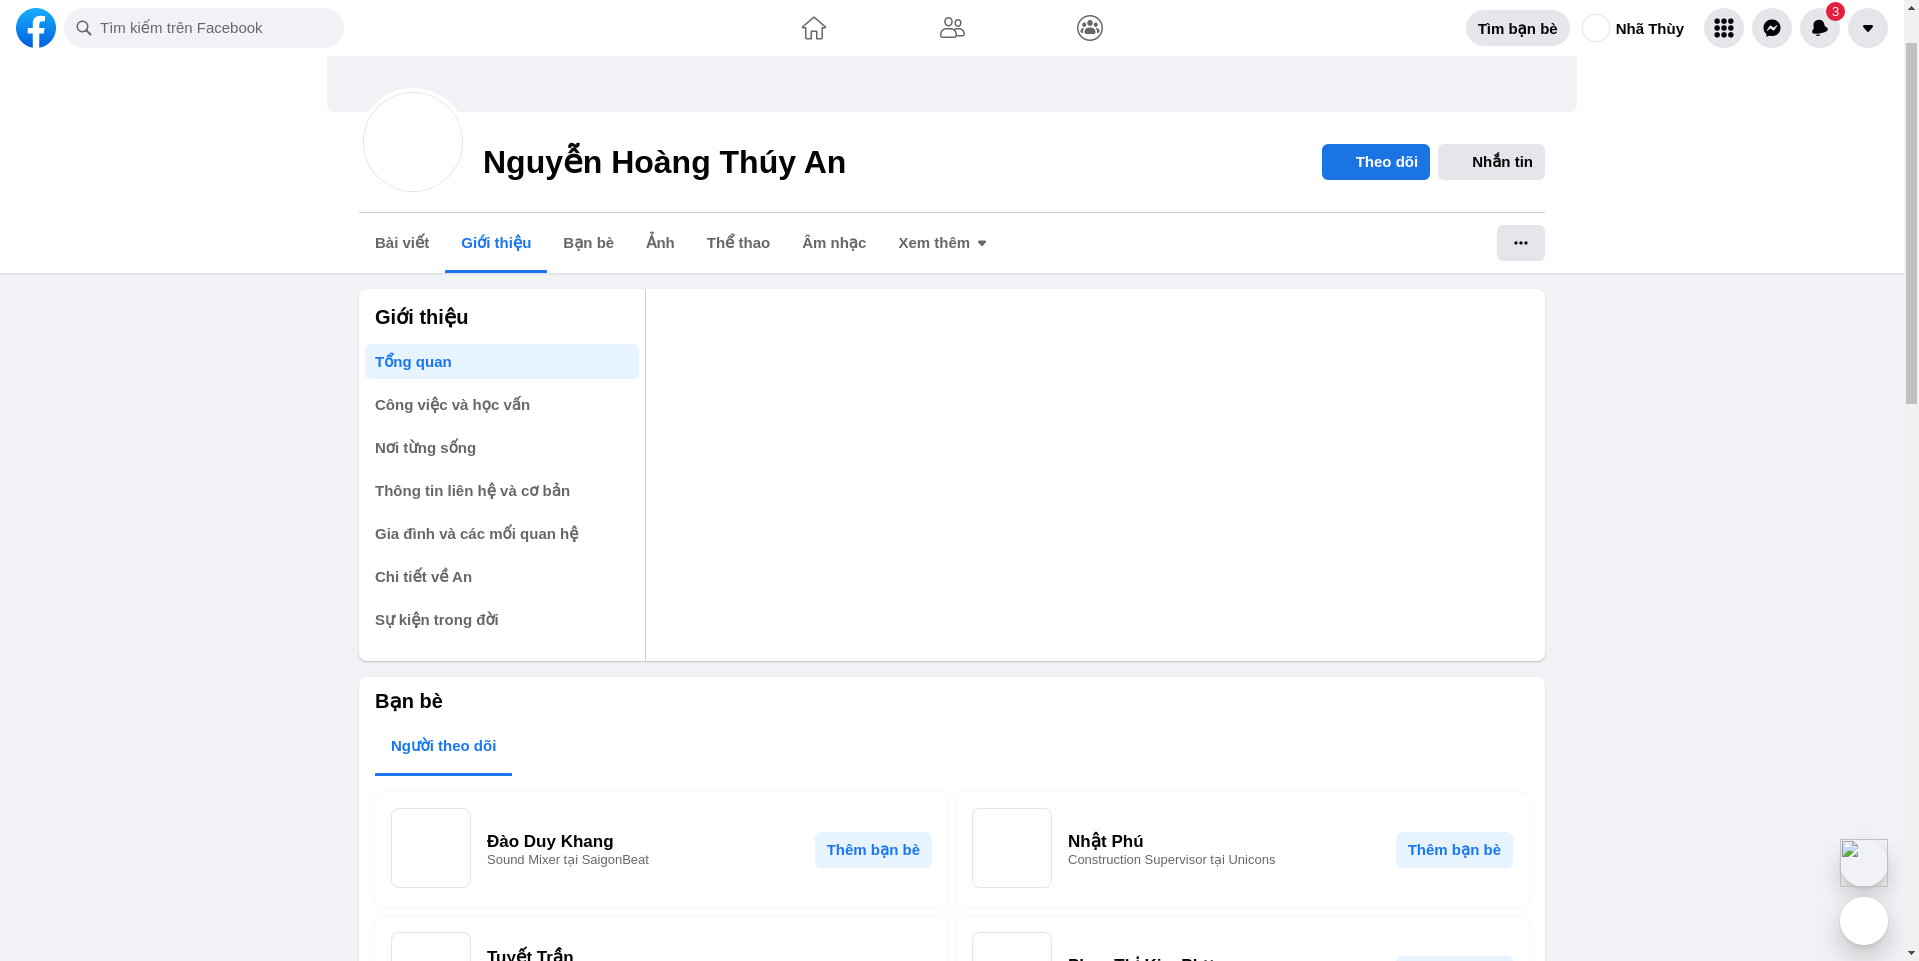 Tìm kiếm trên Facebook
Tìm bạn bè
Nhã Thùy
3
Nguyễn Hoàng Thúy An
Theo dõi
Nhắn tin
Bài viết
Giới thiệu
Bạn bè
Ảnh
Thể thao
Âm nhạc
Xem thêm
Giới thiệu
Tổng quan
Công việc và học vấn
Nơi từng sống
Thông tin liên hệ và cơ bản
Gia đình và các mối quan hệ
Chi tiết về An
Sự kiện trong đời
Bạn bè
Người theo dõi
Đào Duy Khang
Sound Mixer tại SaigonBeat
Thêm bạn bè
Nhật Phú
Construction Supervisor tại Unicons
Thêm bạn bè
Tuyết Trần